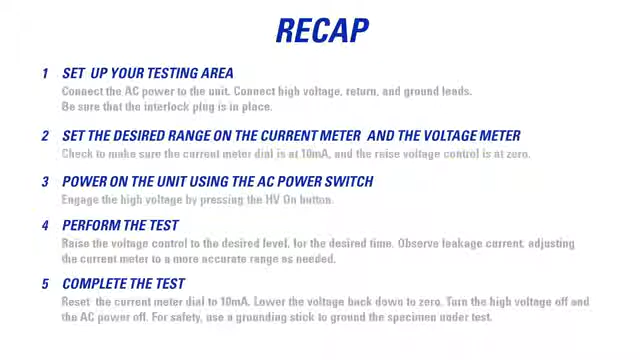 RECAP
1 SET UP YOUR TESTING AREA
Connect the AC power to the unit. Connect high voltage, return, and ground leads.
Be sure that the interlock plug is in place.
2 SET THE DESIRED RANGE ON THE CURRENT METER AND THE VOLTAGE METER
Check to make sure the current meter dial is at 10mA, and the raise voltage control is at zero.
3 POWER ON THE UNIT USING THE AC POWER SWITCH
Engage the high voltage by pressing the HV On button.
4 PERFORM THE TEST
Raise the voltage control to the desired level, for the desired time. Observe leakage current, adjusting
the current meter to a more accurate range as needed.
5 COMPLETE THE TEST
Reset the current meter dial to 10mA. Lower the voltage back down to zero. Turn the high voltage off and
the AC power off. For safety, use a grounding stick to ground the specimen under test.